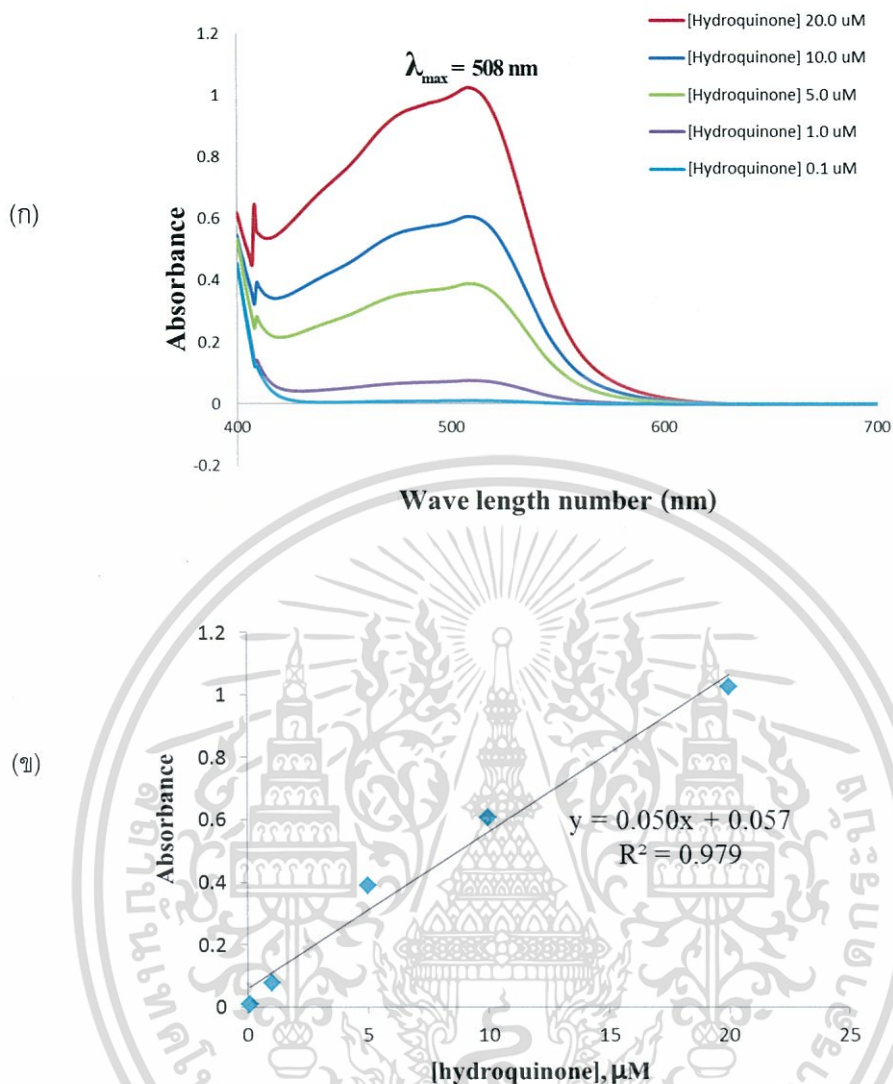 [Hydroquinone] 20.0 uM
[Hydroquinone] 10.0 uM
[Hydroquinone] 5.0 uM
[Hydroquinone] 1.0 uM
[Hydroquinone] 0.1 uM
λmax = 508 nm
(ก)
Absorbance
1.2
1
0.8
0.6
0.4
0.2
0
-0.2
400
500
600
700
Wave length number (nm)
(ข)
Absorbance
1.2
1
0.8
0.6
0.4
0.2
0
y = 0.050x + 0.057
R² = 0.979
0
5
10
15
20
25
[hydroquinone], µM